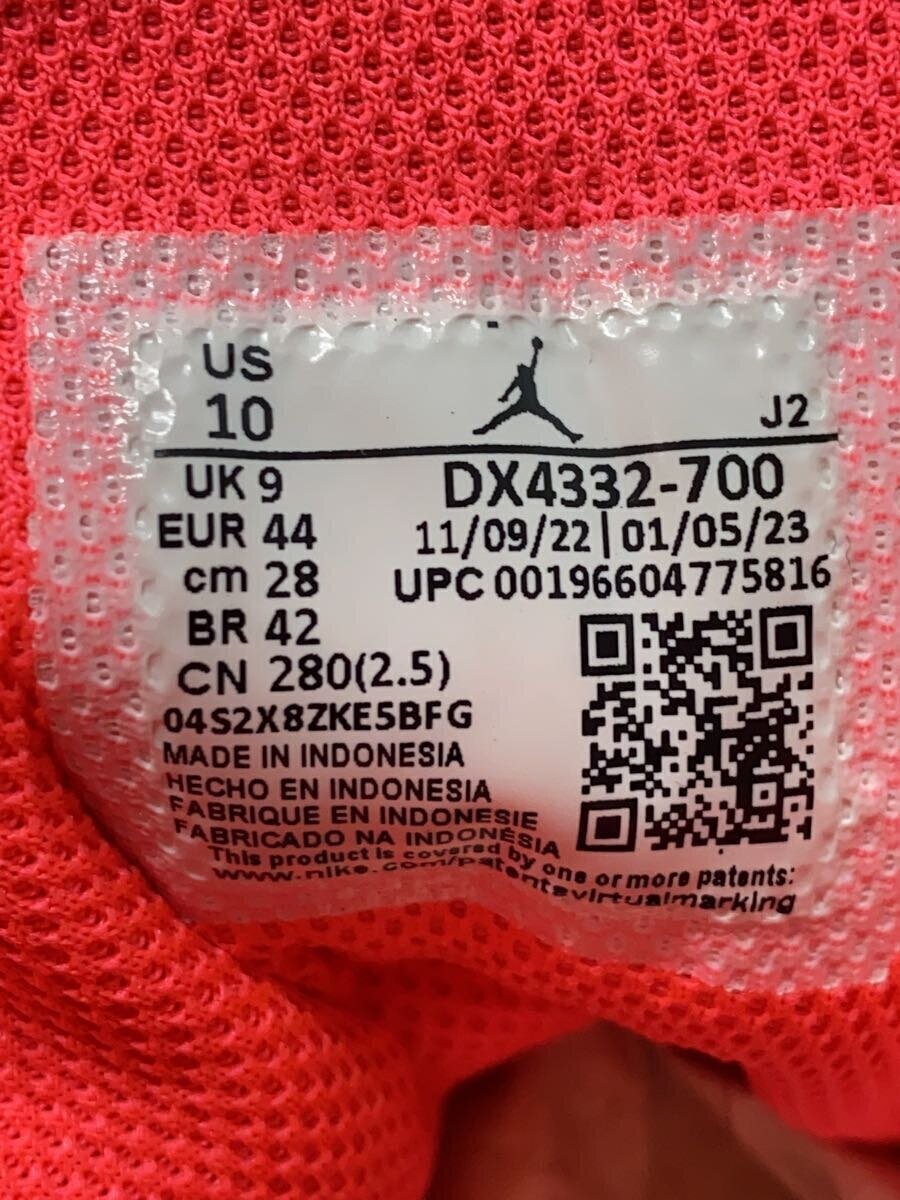 US
10
J2
UK 9
EUR 44
cm 28
BR 42
CN 280(2.5)
DX4332-700
11/09/22 | 01/05/23
UPC 00196604775816
04S2X8ZKE5BFG
MADE IN INDONESIA
HECHO EN INDONESIA
FABRIQUE EN INDONESIE
FABRICADO NA INDONÉSIA
This product is covered by one or more patents:
www.nike.com/patentsvirtualmarking